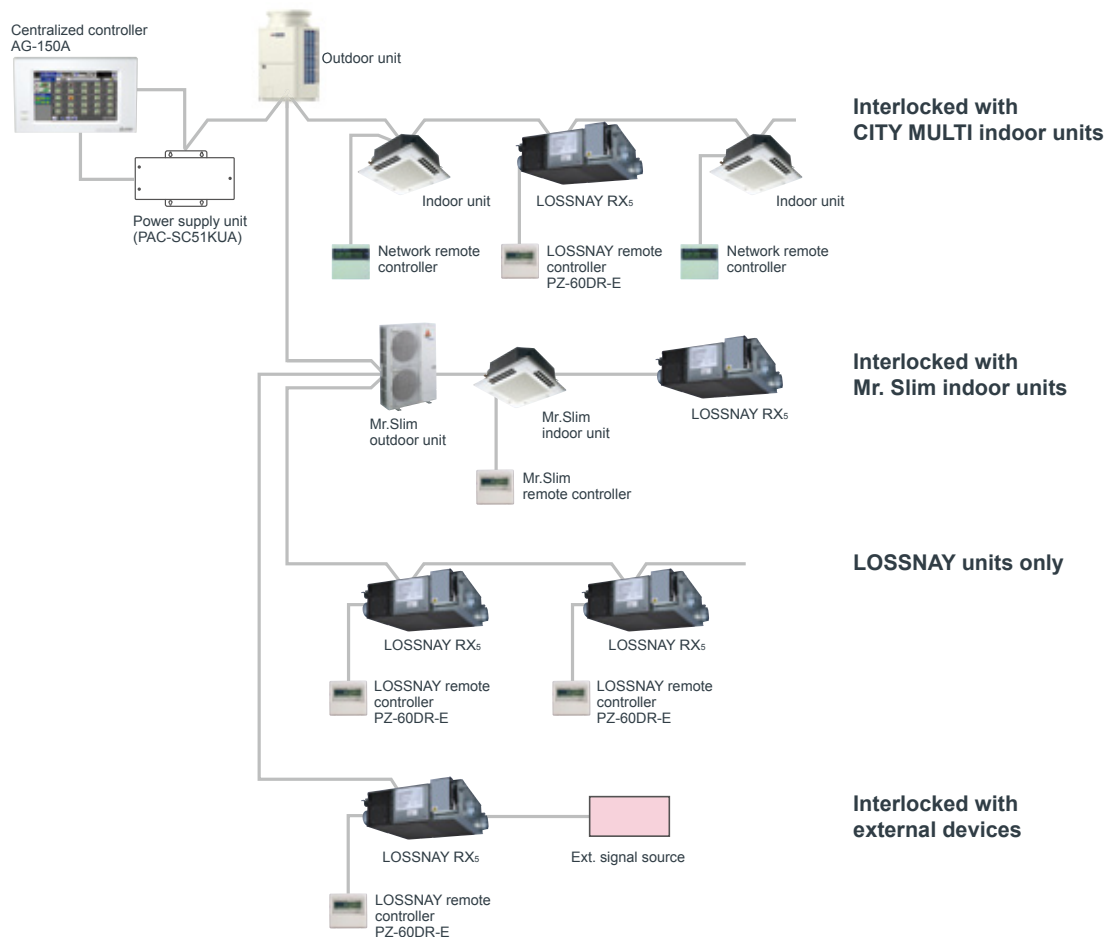 Centralized controller
AG-150A
Outdoor unit
Power supply unit
(PAC-SC51KUA)
Indoor unit
LOSSNAY RX5
Indoor unit
Network remote
controller
LOSSNAY remote
controller
PZ-60DR-E
Network remote
controller
Interlocked with
CITY MULTI indoor units
Mr.Slim
outdoor unit
Mr.Slim
indoor unit
LOSSNAY RX5
Mr.Slim
remote controller
Interlocked with
Mr. Slim indoor units
LOSSNAY units only
LOSSNAY RX5
LOSSNAY RX5
LOSSNAY remote
controller
PZ-60DR-E
LOSSNAY remote
controller
PZ-60DR-E
Interlocked with
external devices
LOSSNAY RX5
Ext. signal source
LOSSNAY remote
controller
PZ-60DR-E